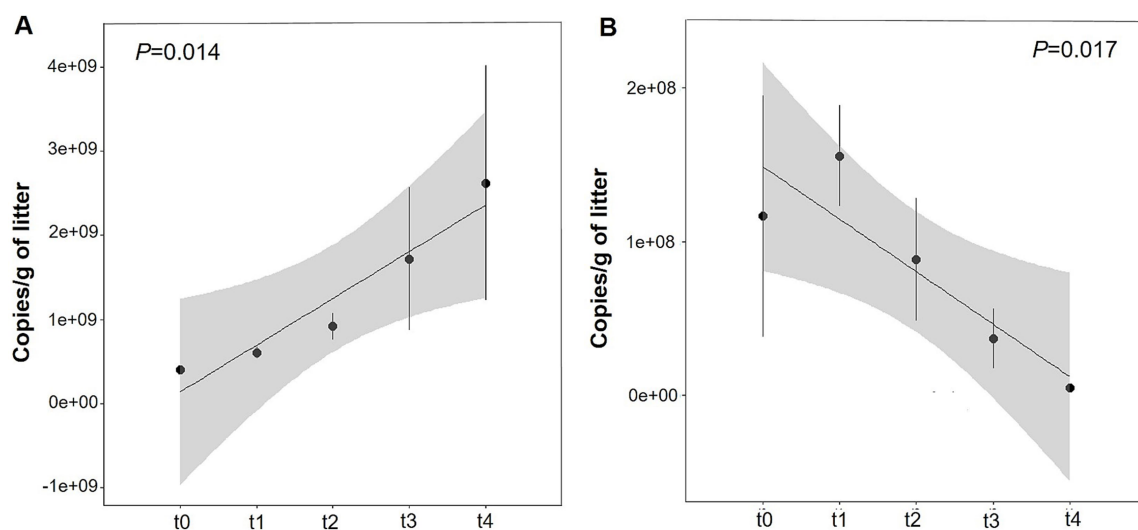 A
P=0.014
Copies/g of litter
4e+09
3e+09
2e+09
1e+09
0e+00
-1e+09
t0 t1 t2 t3 t4
B
P=0.017
Copies/g of litter
2e+08
1e+08
0e+00
t0 t1 t2 t3 t4